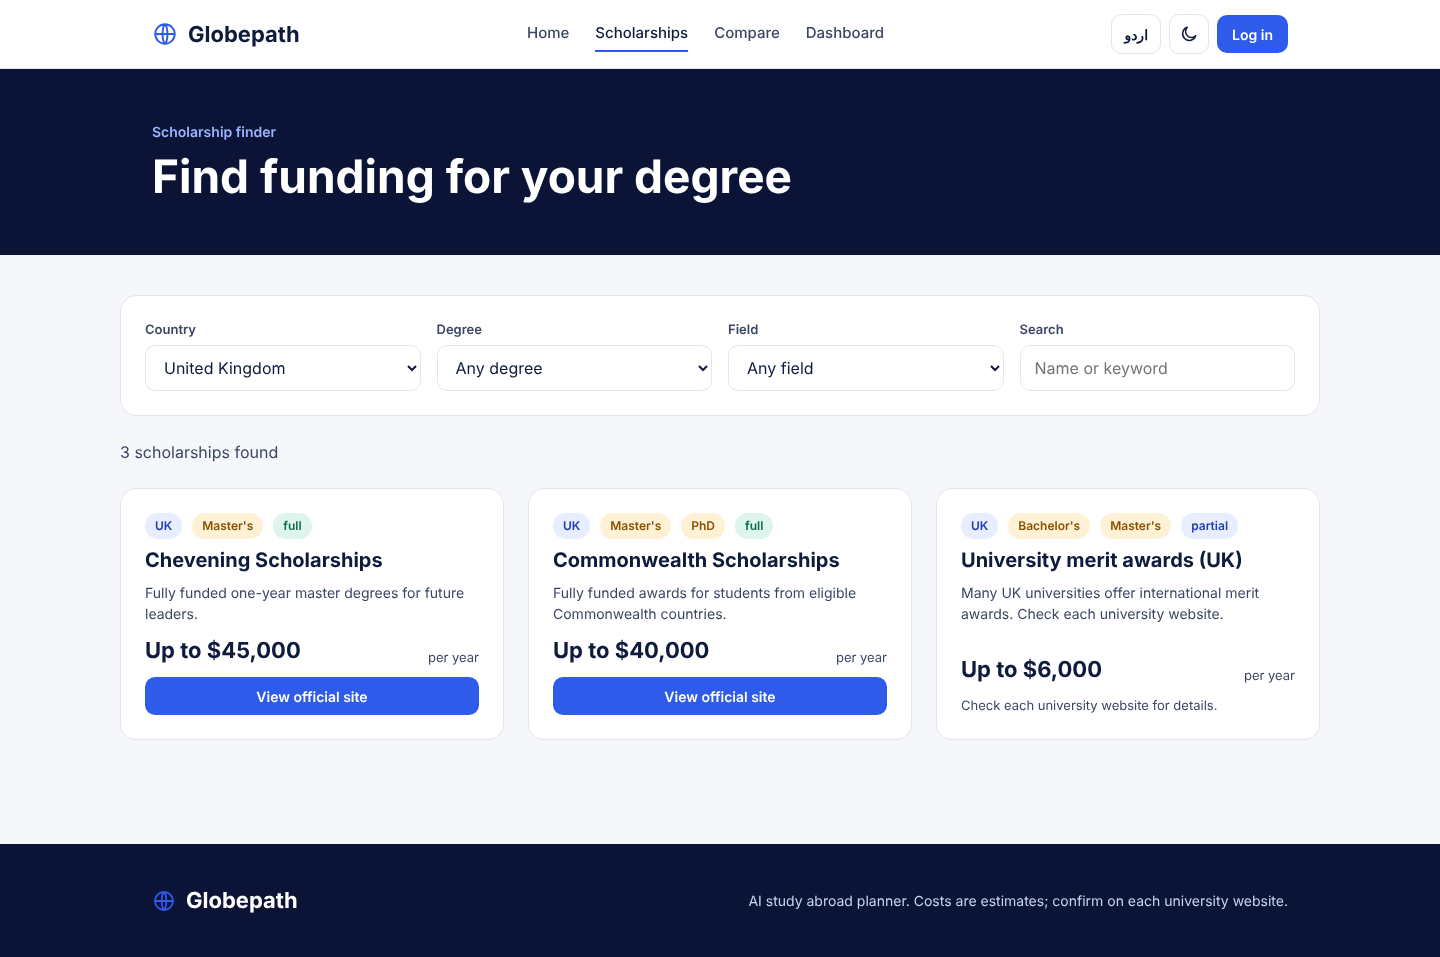 Globepath
Home
Scholarships
Compare
Dashboard
اردو
Log in
Scholarship finder
Find funding for your degree
Country
Degree
Field
Search
United Kingdom
Any degree
Any field
Name or keyword
3 scholarships found
UK
Master's
full
Chevening Scholarships
Fully funded one-year master degrees for future
leaders.
Up to $45,000
per year
View official site
UK
Master's
PhD
full
Commonwealth Scholarships
Fully funded awards for students from eligible
Commonwealth countries.
Up to $40,000
per year
View official site
UK
Bachelor's
Master's
partial
University merit awards (UK)
Many UK universities offer international merit
awards. Check each university website.
Up to $6,000
per year
Check each university website for details.
Globepath
AI study abroad planner. Costs are estimates; confirm on each university website.